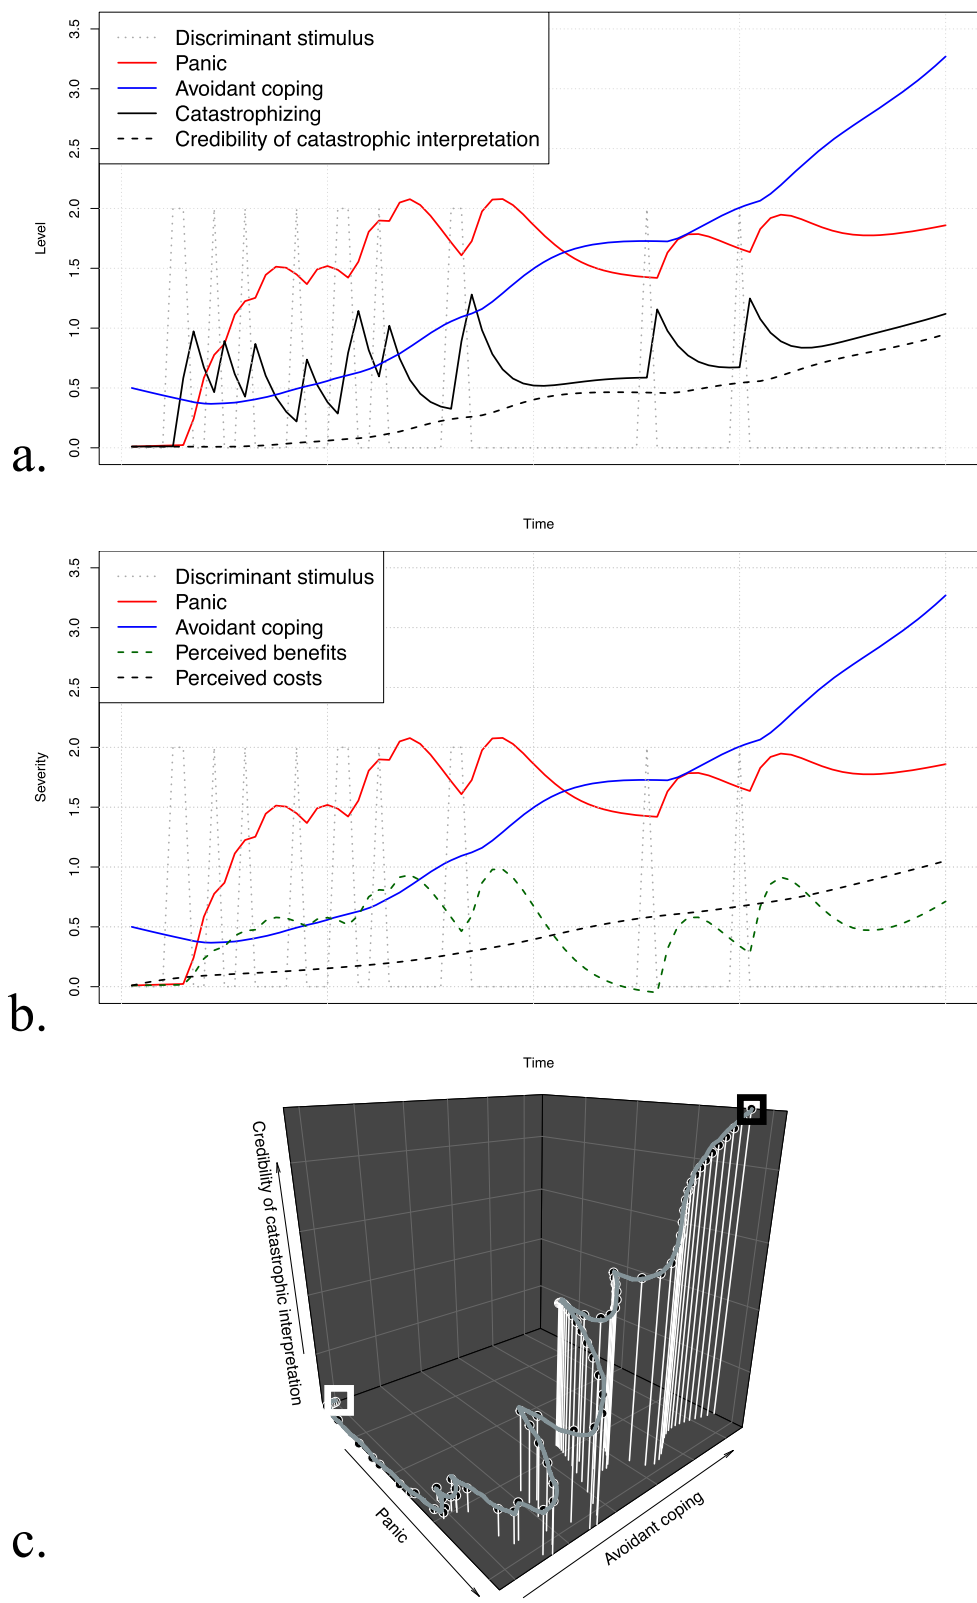 3.5
3.0
2.5
2.0
1.5
1.0
0.5
0.0
Level
Discriminant stimulus
Panic
Avoidant coping
Catastrophizing
Credibility of catastrophic interpretation
a.
Time
3.5
3.0
2.5
2.0
1.5
1.0
0.5
0.0
Severity
Discriminant stimulus
Panic
Avoidant coping
Perceived benefits
Perceived costs
b.
Time
Credibility of catastrophic interpretation
Panic
Avoidant coping
c.